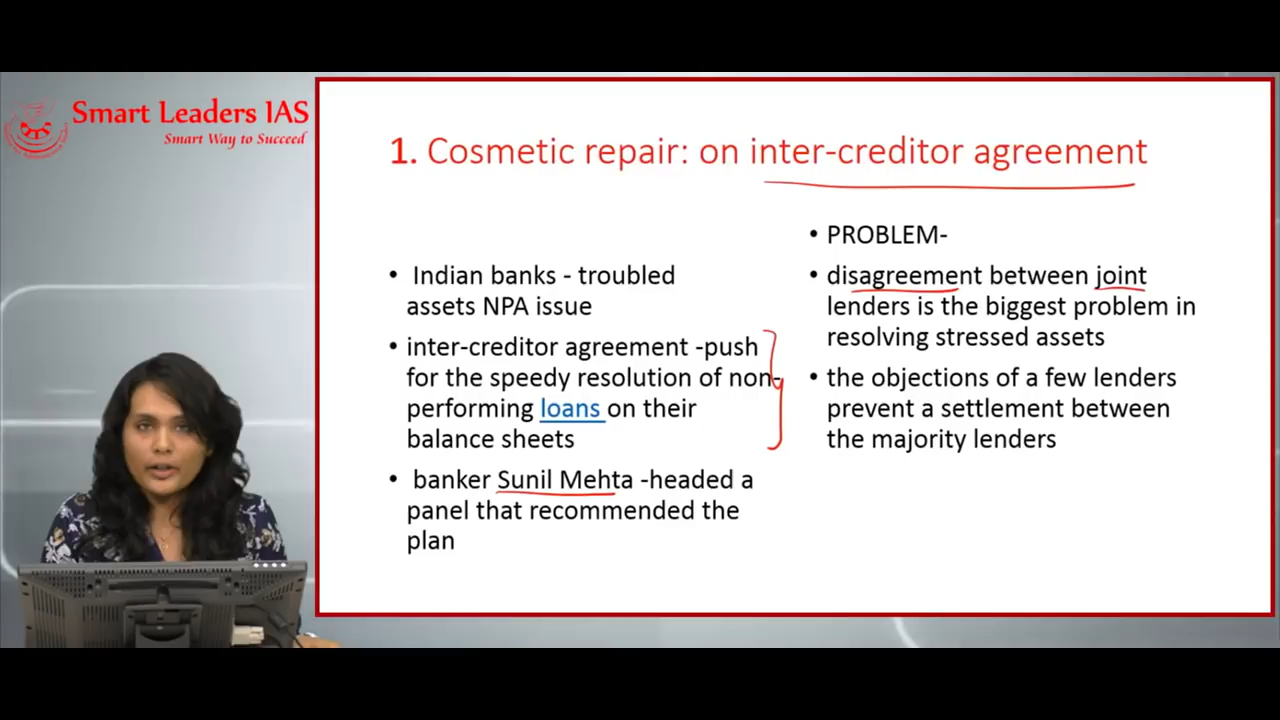 Smart Leaders IAS
Smart Way to Succeed
1. Cosmetic repair: on inter-creditor agreement
• Indian banks - troubled
assets NPA issue
• inter-creditor agreement -push
for the speedy resolution of non-
performing loans on their
balance sheets
• banker Sunil Mehta -headed a
panel that recommended the
plan
• PROBLEM-
• disagreement between joint
lenders is the biggest problem in
resolving stressed assets
• the objections of a few lenders
prevent a settlement between
the majority lenders